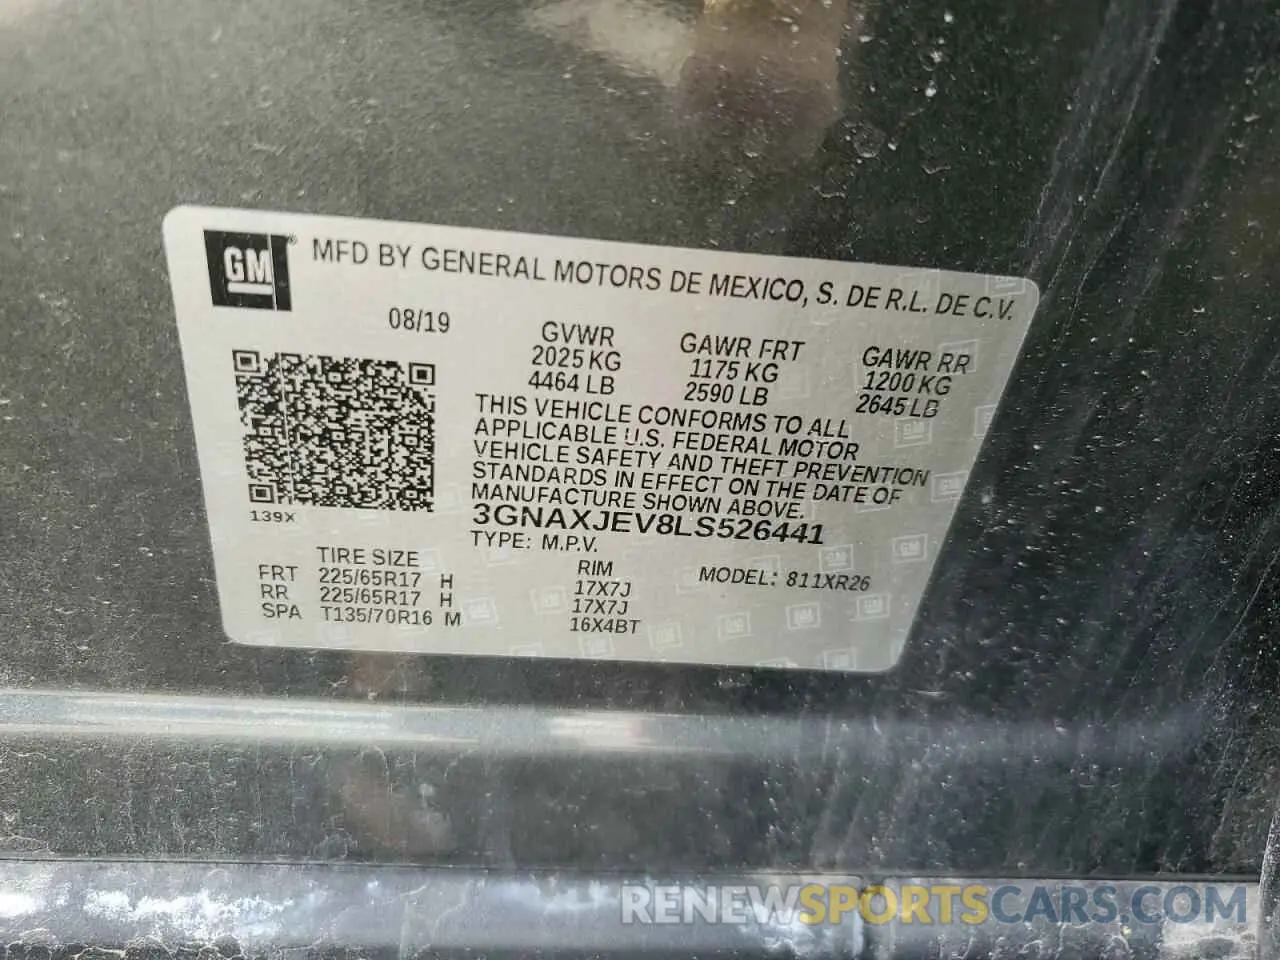 GM® MFD BY GENERAL MOTORS DE MEXICO, S. DE R.L. DE C.V.
08/19
GVWR GAWR FRT GAWR RR
2025 KG 1175 KG 1200 KG
4464 LB 2590 LB 2645 LB
THIS VEHICLE CONFORMS TO ALL
APPLICABLE U.S. FEDERAL MOTOR
VEHICLE SAFETY AND THEFT PREVENTION
STANDARDS IN EFFECT ON THE DATE OF
MANUFACTURE SHOWN ABOVE.
139X
3GNAXJEV8LS526441
TYPE: M.P.V.
TIRE SIZE RIM MODEL: 811XR26
FRT 225/65R17 H 17X7J
RR 225/65R17 H 17X7J
SPA T135/70R16 M 16X4BT
RENEWSPORTSCARS.COM